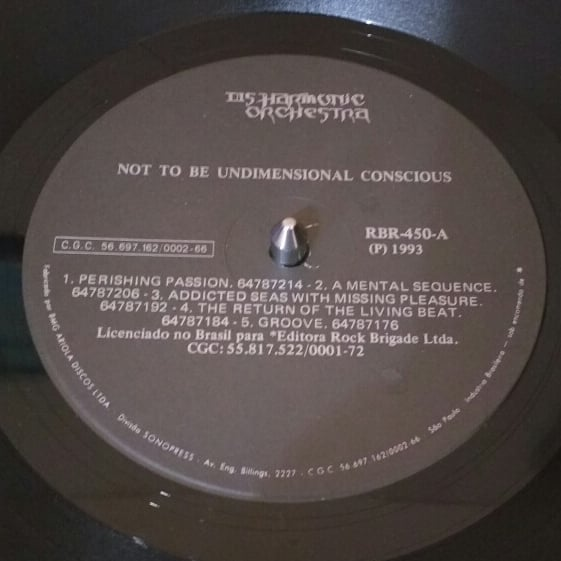 DISHARMONIC
ORCHESTRA
NOT TO BE UNDIMENSIONAL CONSCIOUS
RBR-450-A
C.G.C. 56.697.162/0002-66
(P) 1993
1. PERISHING PASSION. 64787214 - 2. A MENTAL SEQUENCE.
64787206 - 3. ADDICTED SEAS WITH MISSING PLEASURE.
64787192 - 4. THE RETURN OF THE LIVING BEAT.
64787184 - 5. GROOVE. 64787176
Licenciado no Brasil para *Editora Rock Brigade Ltda.
CGC: 55.817.522/0001-72
Fabricado por BMG ARIOLA DISCOS LTDA. Divisão SONOPRESS - Av. Eng. Billings, 2227 - C.G.C. 56.697.162/0002-66 São Paulo Indústria Brasileira - sob encomenda de *